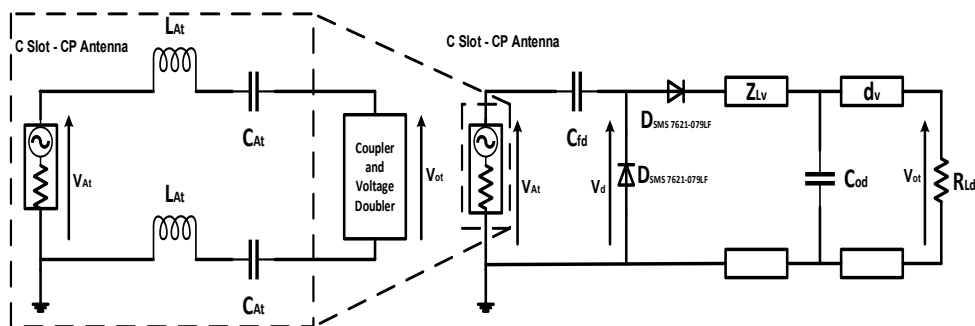 C Slot - CP Antenna
LAt
CAt
VAt
Coupler
and
Voltage
Doubler
Vot
LAt
CAt
C Slot - CP Antenna
VAt
Cfd
Vd
DSMS 7621-079LF
DSMS 7621-079LF
ZLv
Cod
dv
Vot
RLd